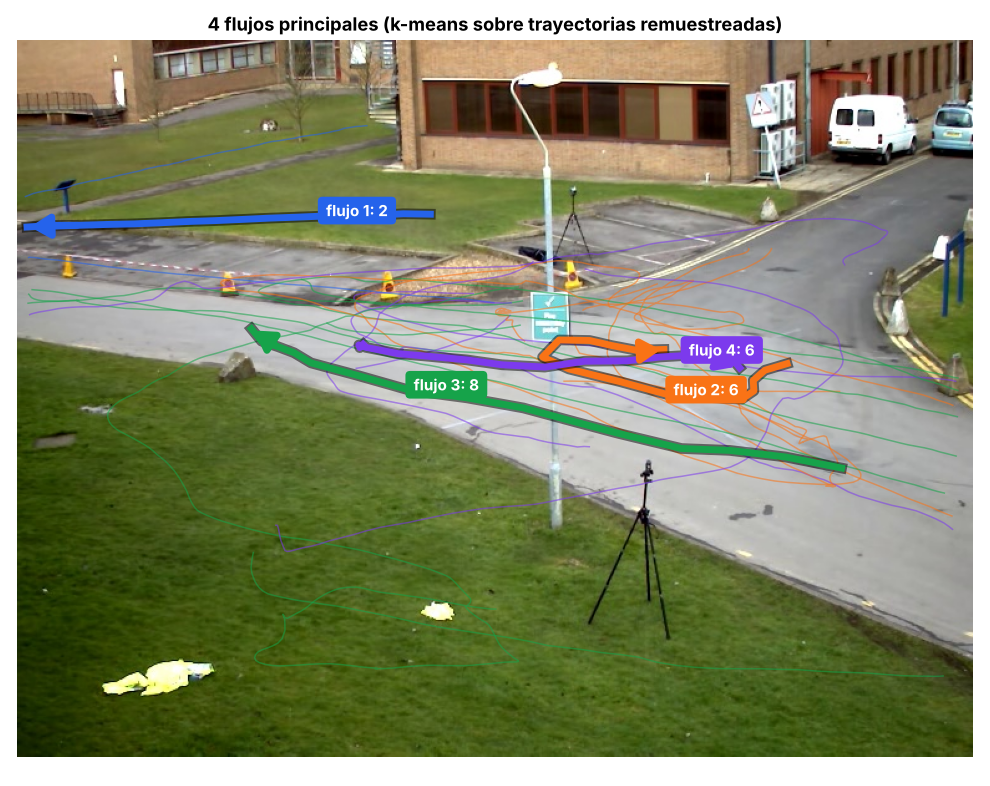 4 flujos principales (k-means sobre trayectorias remuestreadas)
flujo 1: 2
flujo 4: 6
flujo 3: 8
flujo 2: 6